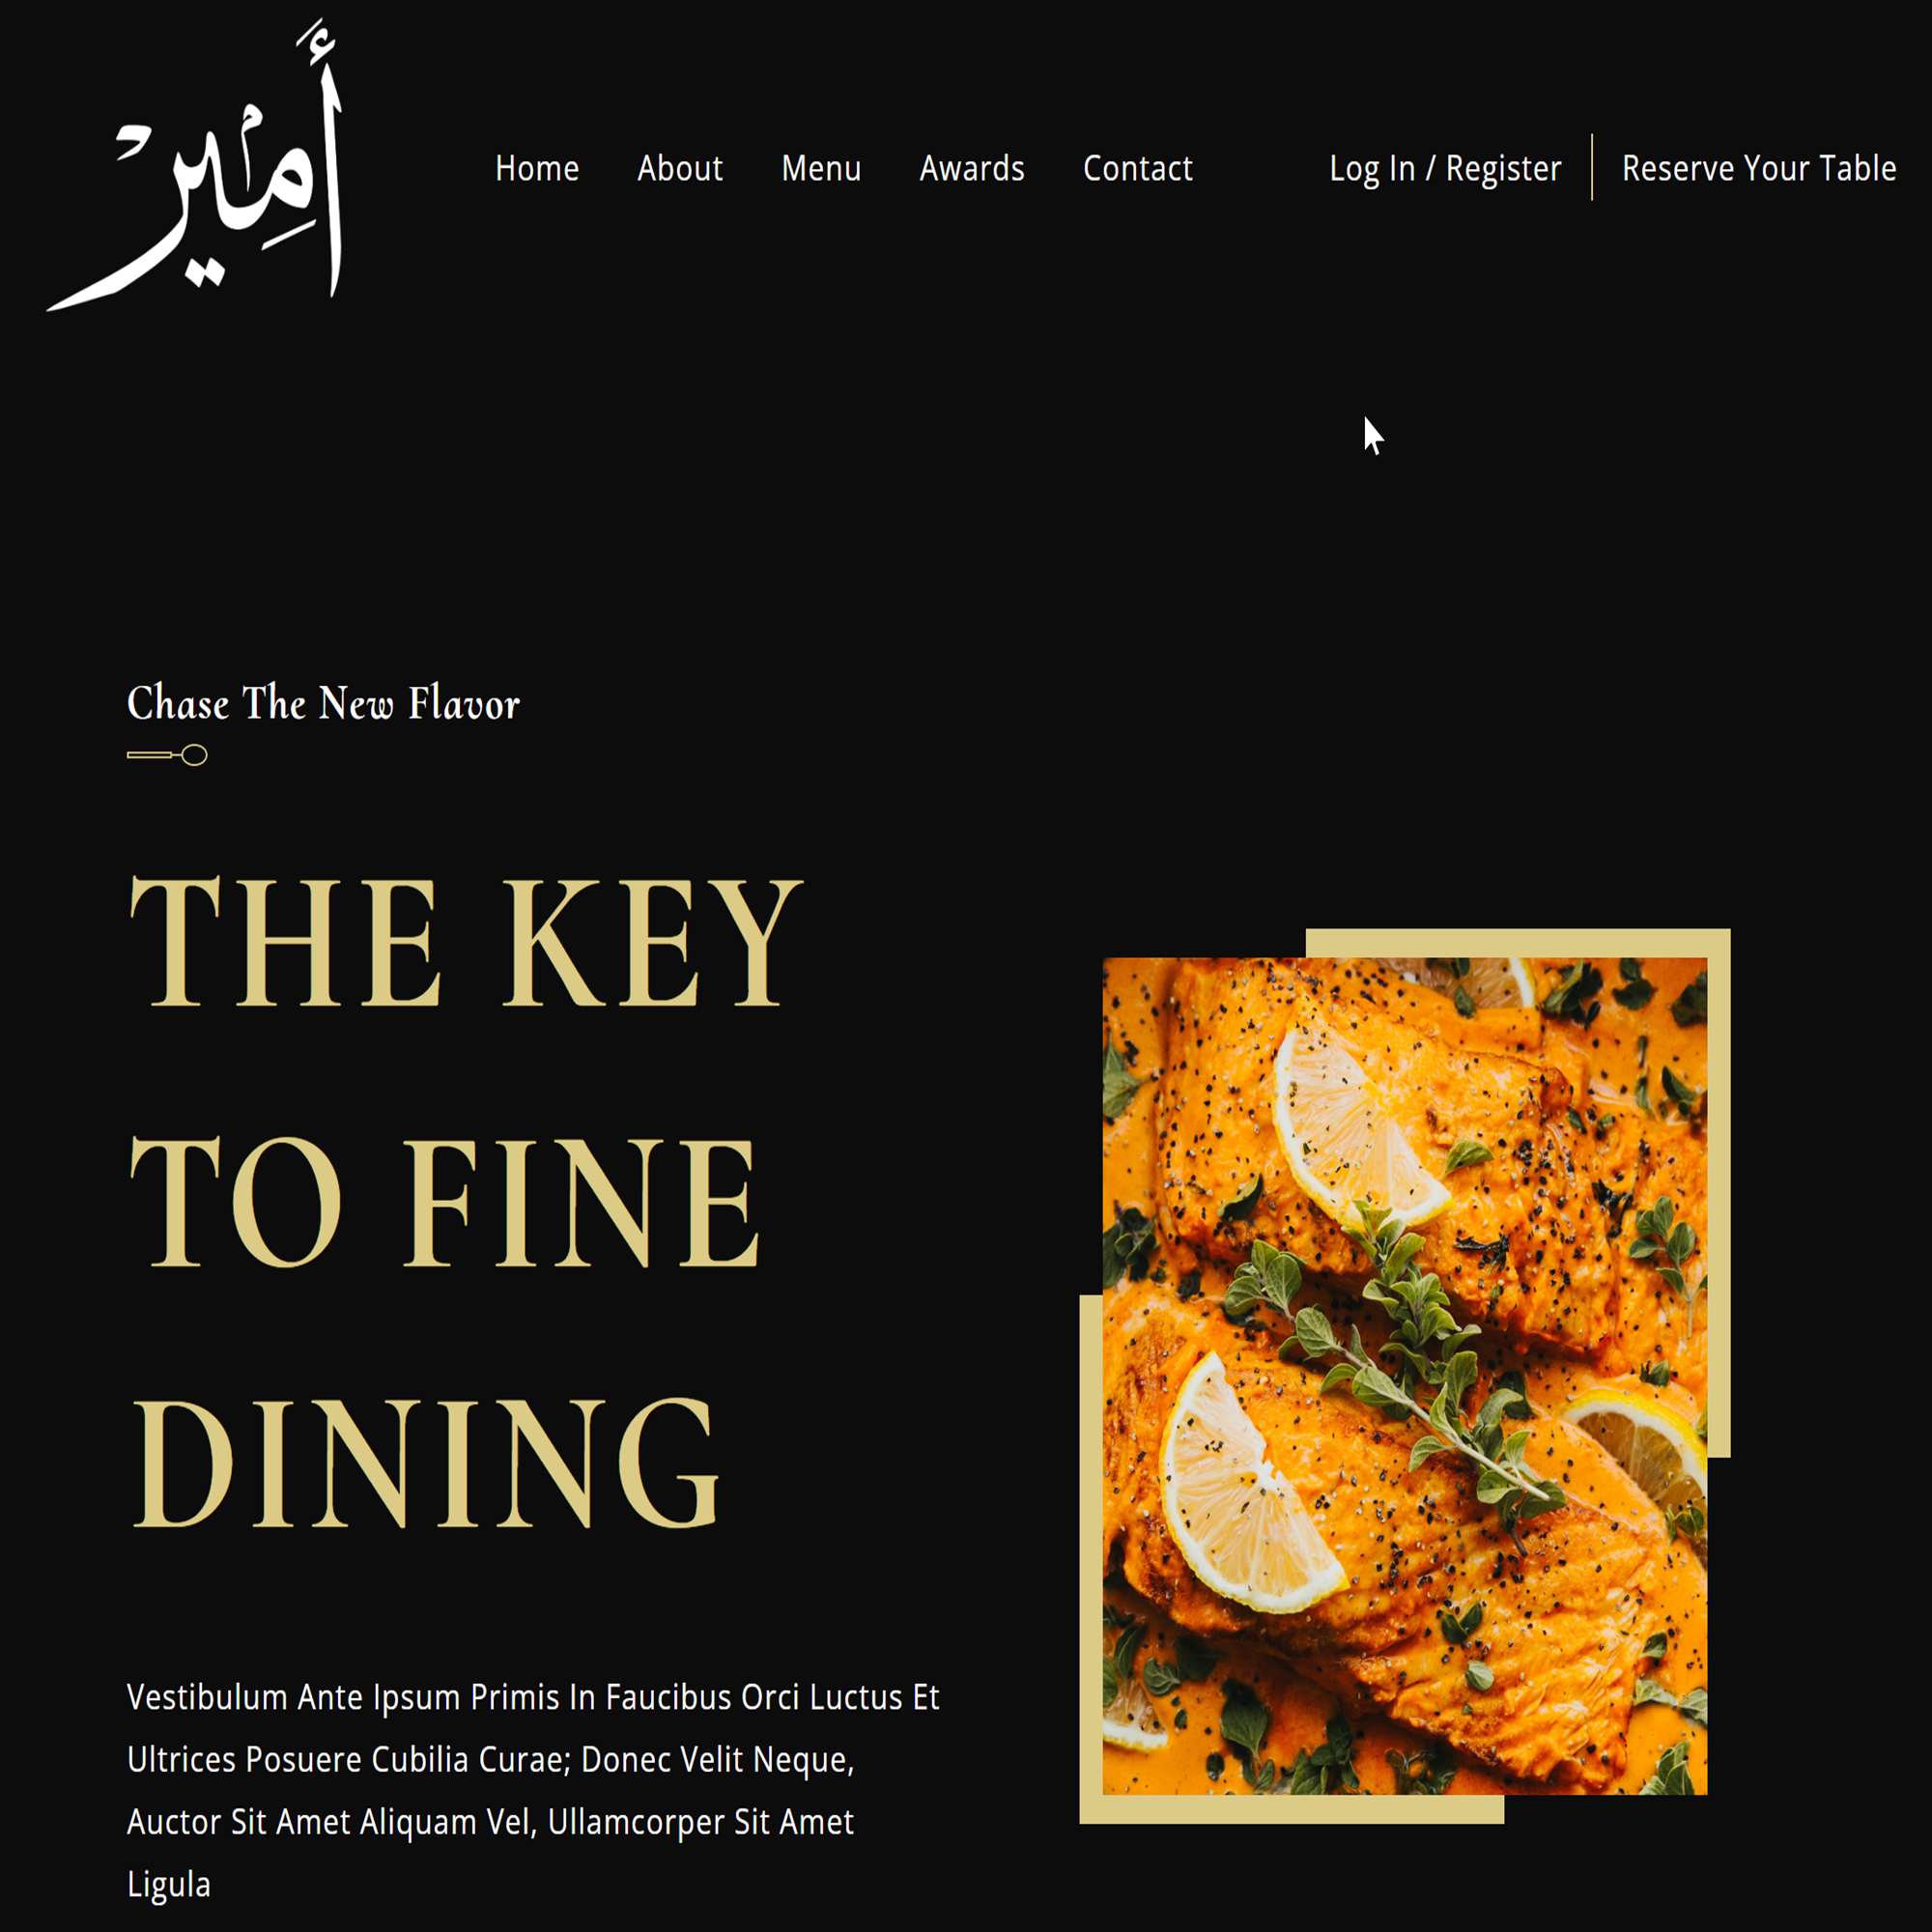 أَمِير
Home About Menu Awards Contact Log In / Register Reserve Your Table
Chase The New Flavor
THE KEY
TO FINE
DINING
Vestibulum Ante Ipsum Primis In Faucibus Orci Luctus Et
Ultrices Posuere Cubilia Curae; Donec Velit Neque,
Auctor Sit Amet Aliquam Vel, Ullamcorper Sit Amet
Ligula